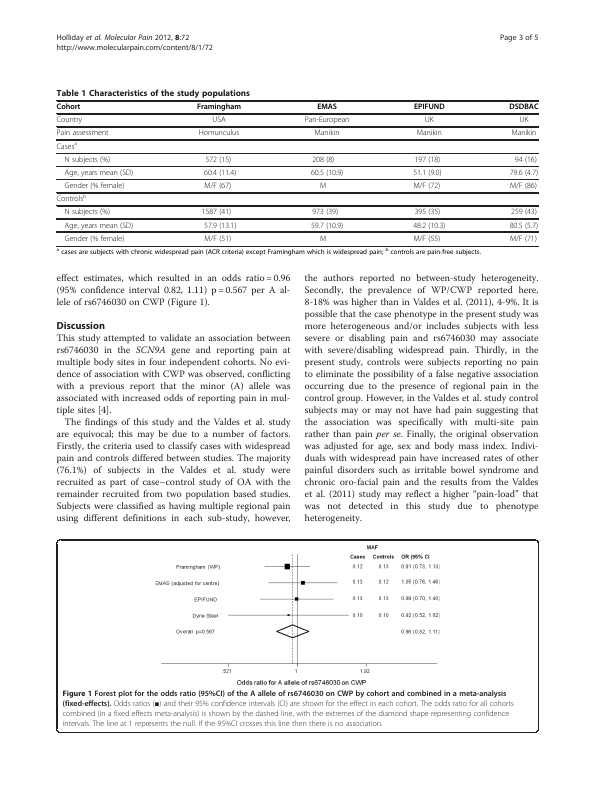 Holliday et al. Molecular Pain 2012, 8:72
Page 3 of 5
http://www.molecularpain.com/content/8/1/72
Table 1 Characteristics of the study populations
Cohort Framingham EMAS EPIFUND DSDBAC
Country USA Pan-European UK UK
Pain assessment Homunculus Manikin Manikin Manikin
Casesa
N subjects (%) 572 (15) 208 (8) 197 (18) 94 (16)
Age, years mean (SD) 60.4 (11.4) 60.5 (10.9) 51.1 (9.0) 79.6 (4.7)
Gender (% female) M/F (67) M M/F (72) M/F (86)
Controlsb
N subjects (%) 1587 (41) 973 (39) 395 (35) 259 (43)
Age, years mean (SD) 57.9 (13.1) 59.7 (10.9) 48.2 (10.3) 80.5 (5.7)
Gender (% female) M/F (51) M M/F (55) M/F (71)
a cases are subjects with chronic widespread pain (ACR criteria) except Framingham which is widespread pain; b controls are pain-free subjects.
effect estimates, which resulted in an odds ratio = 0.96
(95% confidence interval 0.82, 1.11) p = 0.567 per A al-
lele of rs6746030 on CWP (Figure 1).
Discussion
This study attempted to validate an association between
rs6746030 in the SCN9A gene and reporting pain at
multiple body sites in four independent cohorts. No evi-
dence of association with CWP was observed, conflicting
with a previous report that the minor (A) allele was
associated with increased odds of reporting pain in mul-
tiple sites [4].
The findings of this study and the Valdes et al. study
are equivocal; this may be due to a number of factors.
Firstly, the criteria used to classify cases with widespread
pain and controls differed between studies. The majority
(76.1%) of subjects in the Valdes et al. study were
recruited as part of case–control study of OA with the
remainder recruited from two population based studies.
Subjects were classified as having multiple regional pain
using different definitions in each sub-study, however,
the authors reported no between-study heterogeneity.
Secondly, the prevalence of WP/CWP reported here,
8-18% was higher than in Valdes et al. (2011), 4-9%. It is
possible that the case phenotype in the present study was
more heterogeneous and/or includes subjects with less
severe or disabling pain and rs6746030 may associate
with severe/disabling widespread pain. Thirdly, in the
present study, controls were subjects reporting no pain
to eliminate the possibility of a false negative association
occurring due to the presence of regional pain in the
control group. However, in the Valdes et al. study control
subjects may or may not have had pain suggesting that
the association was specifically with multi-site pain
rather than pain per se. Finally, the original observation
was adjusted for age, sex and body mass index. Indivi-
duals with widespread pain have increased rates of other
painful disorders such as irritable bowel syndrome and
chronic oro-facial pain and the results from the Valdes
et al. (2011) study may reflect a higher “pain-load” that
was not detected in this study due to phenotype
heterogeneity.
MAF
Cases Controls OR (95% CI
Framingham (WP) 0.12 0.13 0.91 (0.73, 1.13)
EMAS (adjusted for centre) 0.13 0.12 1.05 (0.76, 1.46)
EPIFUND 0.13 0.13 0.99 (0.70, 1.40)
Dyne Steel 0.10 0.10 0.92 (0.52, 1.62)
Overall p=0.567 0.96 (0.82, 1.11)
.521 1 1.92
Odds ratio for A allele of rs6746030 on CWP
Figure 1 Forest plot for the odds ratio (95%CI) of the A allele of rs6746030 on CWP by cohort and combined in a meta-analysis
(fixed-effects). Odds ratios (■) and their 95% confidence intervals (CI) are shown for the effect in each cohort. The odds ratio for all cohorts
combined (in a fixed effects meta-analysis) is shown by the dashed line, with the extremes of the diamond shape representing confidence
intervals. The line at 1 represents the null. If the 95%CI crosses this line then there is no association.